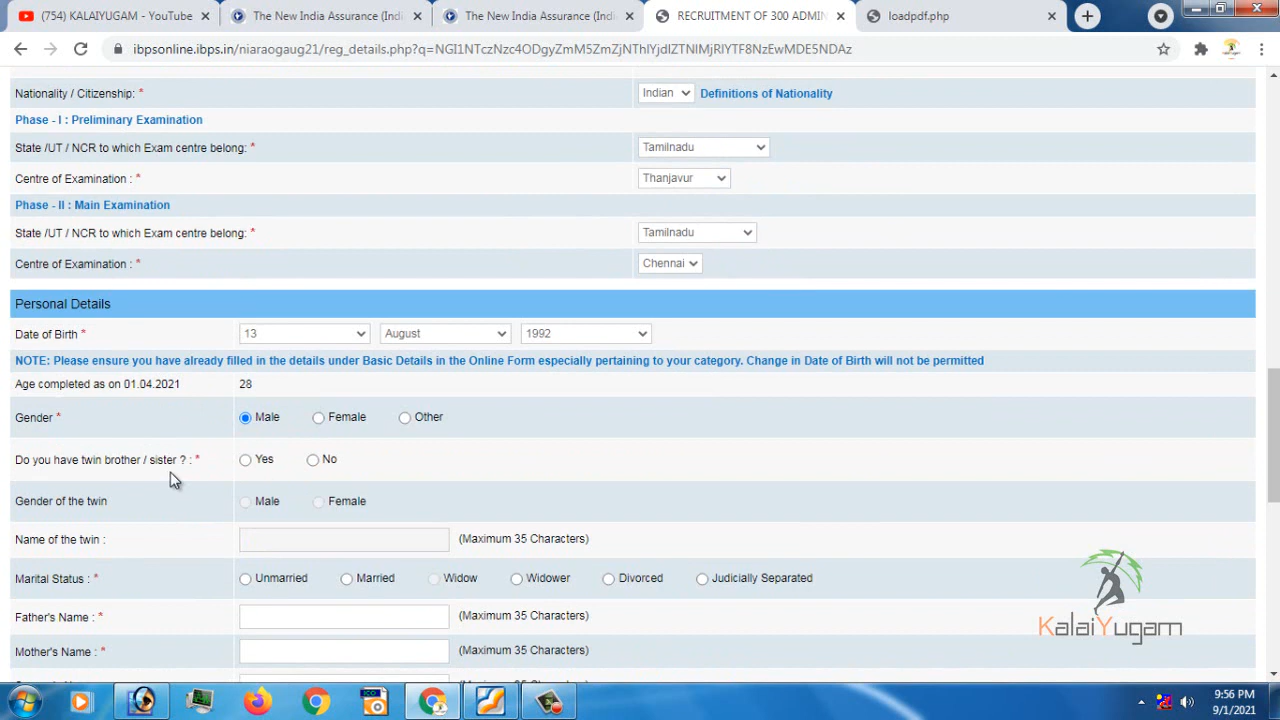 (754) KALAIYUGAM - YouTube
The New India Assurance (Indi
The New India Assurance (Indi
RECRUITMENT OF 300 ADMIN
loadpdf.php
ibpsonline.ibps.in/niaraogaug21/reg_details.php?q=NGI1NTczNzc4ODgyZmM5ZmZjNThlYjdlZTNlMjRlYTF8NzEwMDE5NDAz
Nationality / Citizenship: * Indian Definitions of Nationality
Phase - I : Preliminary Examination
State /UT / NCR to which Exam centre belong: * Tamilnadu
Centre of Examination : * Thanjavur
Phase - II : Main Examination
State /UT / NCR to which Exam centre belong: * Tamilnadu
Centre of Examination : * Chennai
Personal Details
Date of Birth * 13 August 1992
NOTE: Please ensure you have already filled in the details under Basic Details in the Online Form especially pertaining to your category. Change in Date of Birth will not be permitted
Age completed as on 01.04.2021 28
Gender * Male Female Other
Do you have twin brother / sister ? : * Yes No
Gender of the twin Male Female
Name of the twin : (Maximum 35 Characters)
Marital Status : * Unmarried Married Widow Widower Divorced Judicially Separated
Father's Name : * (Maximum 35 Characters)
Mother's Name : * (Maximum 35 Characters)
KalaiYugam
9:56 PM
9/1/2021